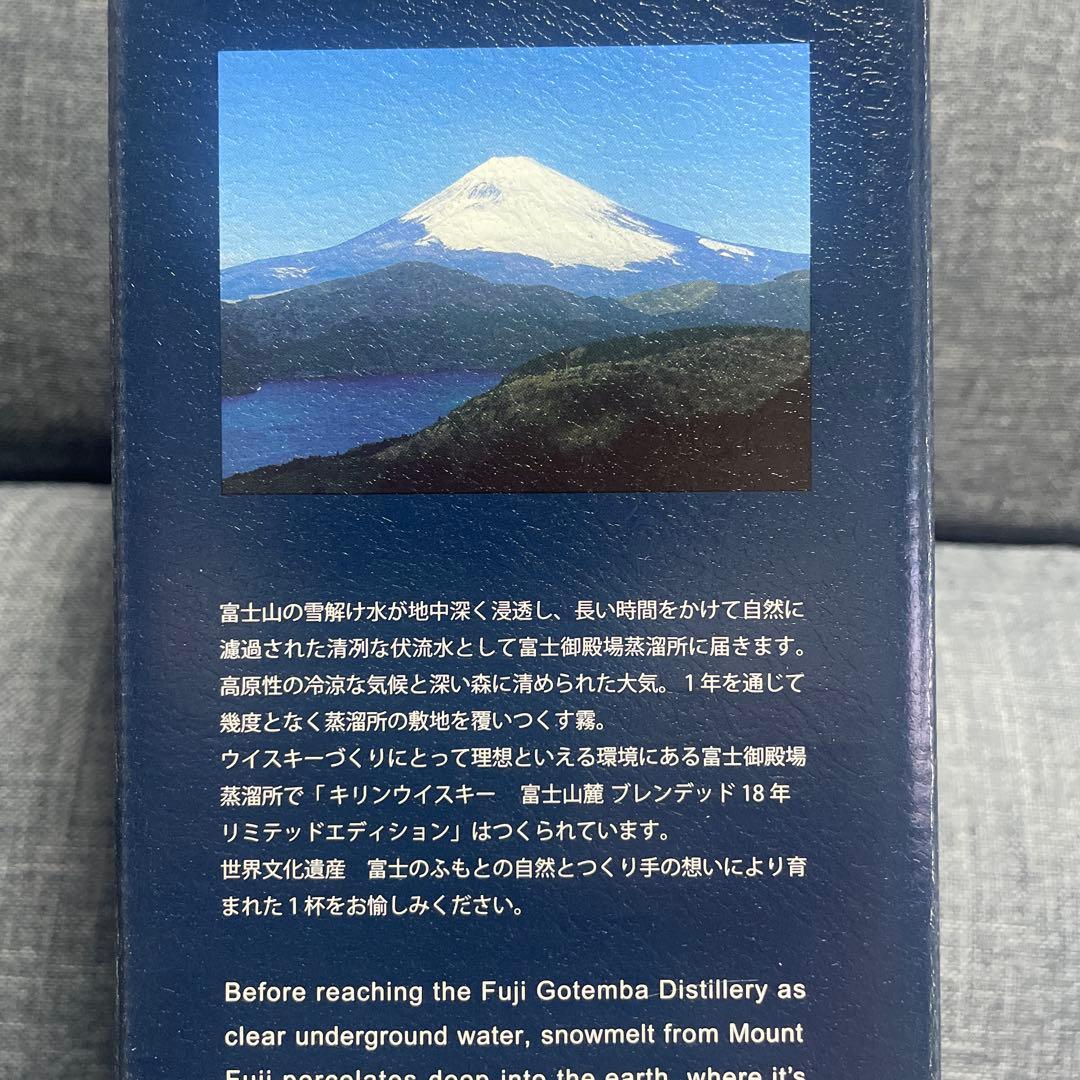 富士山の雪解け水が地中深く浸透し、長い時間をかけて自然に
濾過された清冽な伏流水として富士御殿場蒸溜所に届きます。
高原性の冷涼な気候と深い森に清められた大気。1年を通じて
幾度となく蒸溜所の敷地を覆いつくす霧。
ウイスキーづくりにとって理想といえる環境にある富士御殿場
蒸溜所で「キリンウイスキー　富士山麓 ブレンデッド 18年
リミテッドエディション」はつくられています。
世界文化遺産　富士のふもとの自然とつくり手の想いにより育
まれた1杯をお愉しみください。
Before reaching the Fuji Gotemba Distillery as
clear underground water, snowmelt from Mount
Fuji percolates deep into the earth, where it's